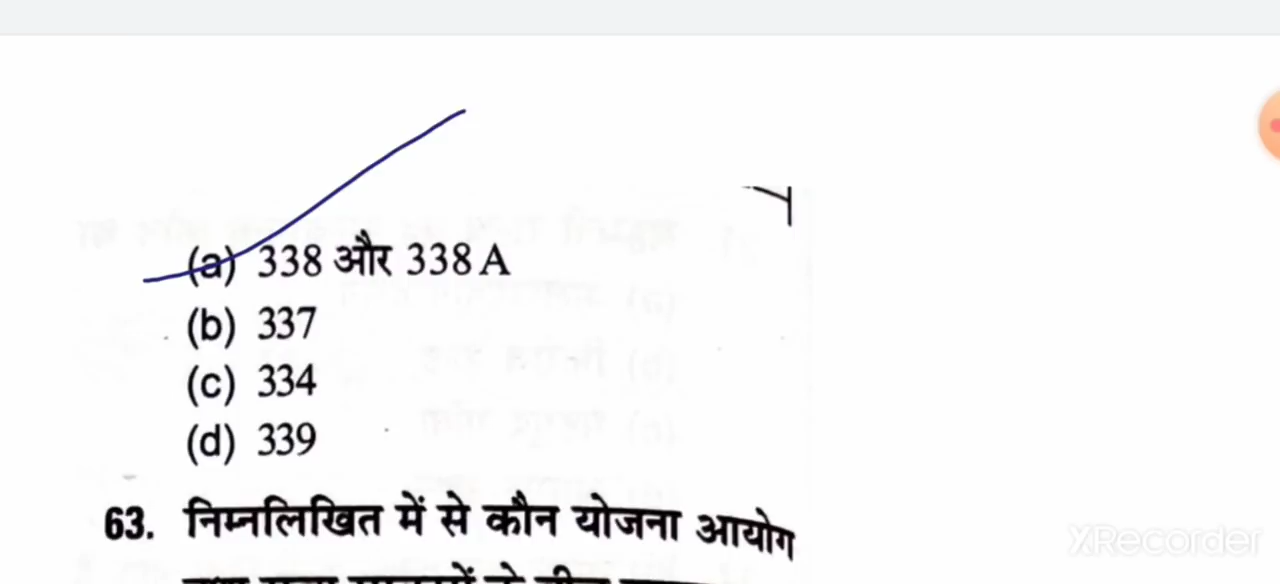 (a) 338 और 338 A
(b) 337
(c) 334
(d) 339
63. निम्नलिखित में से कौन योजना आयोग
XRecorder